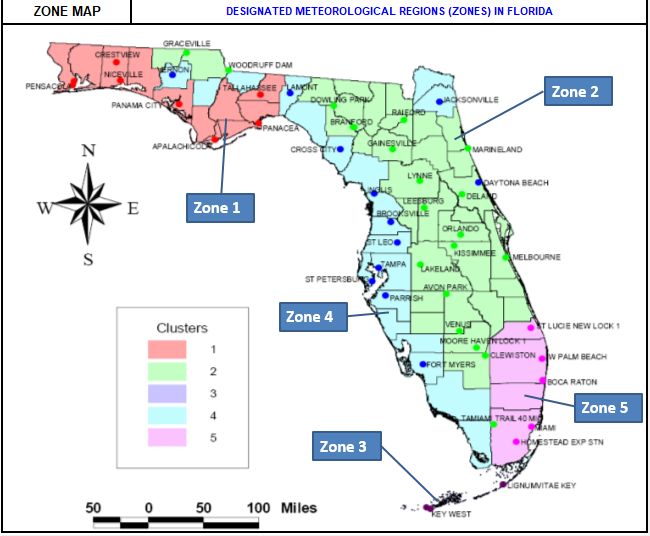 ZONE MAP
DESIGNATED METEOROLOGICAL REGIONS (ZONES) IN FLORIDA
GRACEVILLE
CRESTVIEW
WOODRUFF DAM
VERNON
NICEVILLE
PENSACOLA
TALLAHASSEE
LAMONT
Zone 2
PANAMA CITY
DOWLING PARK
JACKSONVILLE
RAIFORD
BRANFORD
PANACEA
APALACHICOLA
CROSS CITY
GAINESVILLE
MARINELAND
N
LYNNE
DAYTONA BEACH
INGLIS
DELAND
LEESBURG
W
E
Zone 1
BROOKSVILLE
ORLANDO
ST LEO
KISSIMMEE
S
MELBOURNE
TAMPA
LAKELAND
ST PETERSBURG
AVON PARK
PARRISH
Zone 4
Clusters
VENUS
ST LUCIE NEW LOCK 1
1
MOORE HAVEN LOCK 1
CLEWISTON
W PALM BEACH
2
FORT MYERS
BOCA RATON
3
Zone 5
4
TAMIAMI TRAIL 40 MI
MIAMI
5
HOMESTEAD EXP STN
Zone 3
LIGNUMVITAE KEY
50 0 50 100 Miles
KEY WEST